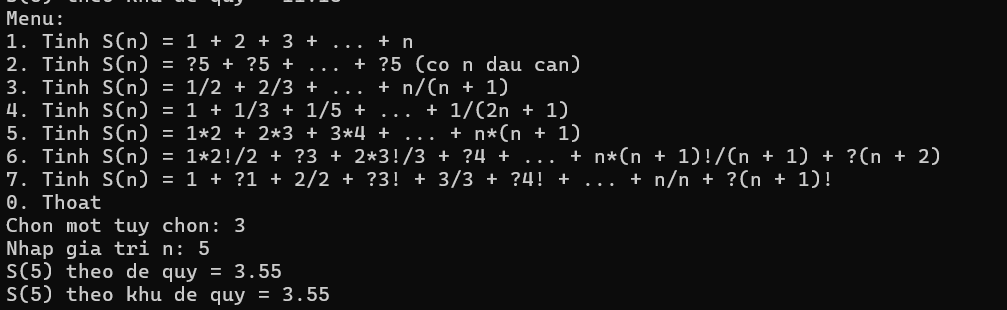 S(5) theo khu de quy = 11.18
Menu:
1. Tinh S(n) = 1 + 2 + 3 + ... + n
2. Tinh S(n) = ?5 + ?5 + ... + ?5 (co n dau can)
3. Tinh S(n) = 1/2 + 2/3 + ... + n/(n + 1)
4. Tinh S(n) = 1 + 1/3 + 1/5 + ... + 1/(2n + 1)
5. Tinh S(n) = 1*2 + 2*3 + 3*4 + ... + n*(n + 1)
6. Tinh S(n) = 1*2!/2 + ?3 + 2*3!/3 + ?4 + ... + n*(n + 1)!/(n + 1) + ?(n + 2)
7. Tinh S(n) = 1 + ?1 + 2/2 + ?3! + 3/3 + ?4! + ... + n/n + ?(n + 1)!
0. Thoat
Chon mot tuy chon: 3
Nhap gia tri n: 5
S(5) theo de quy = 3.55
S(5) theo khu de quy = 3.55